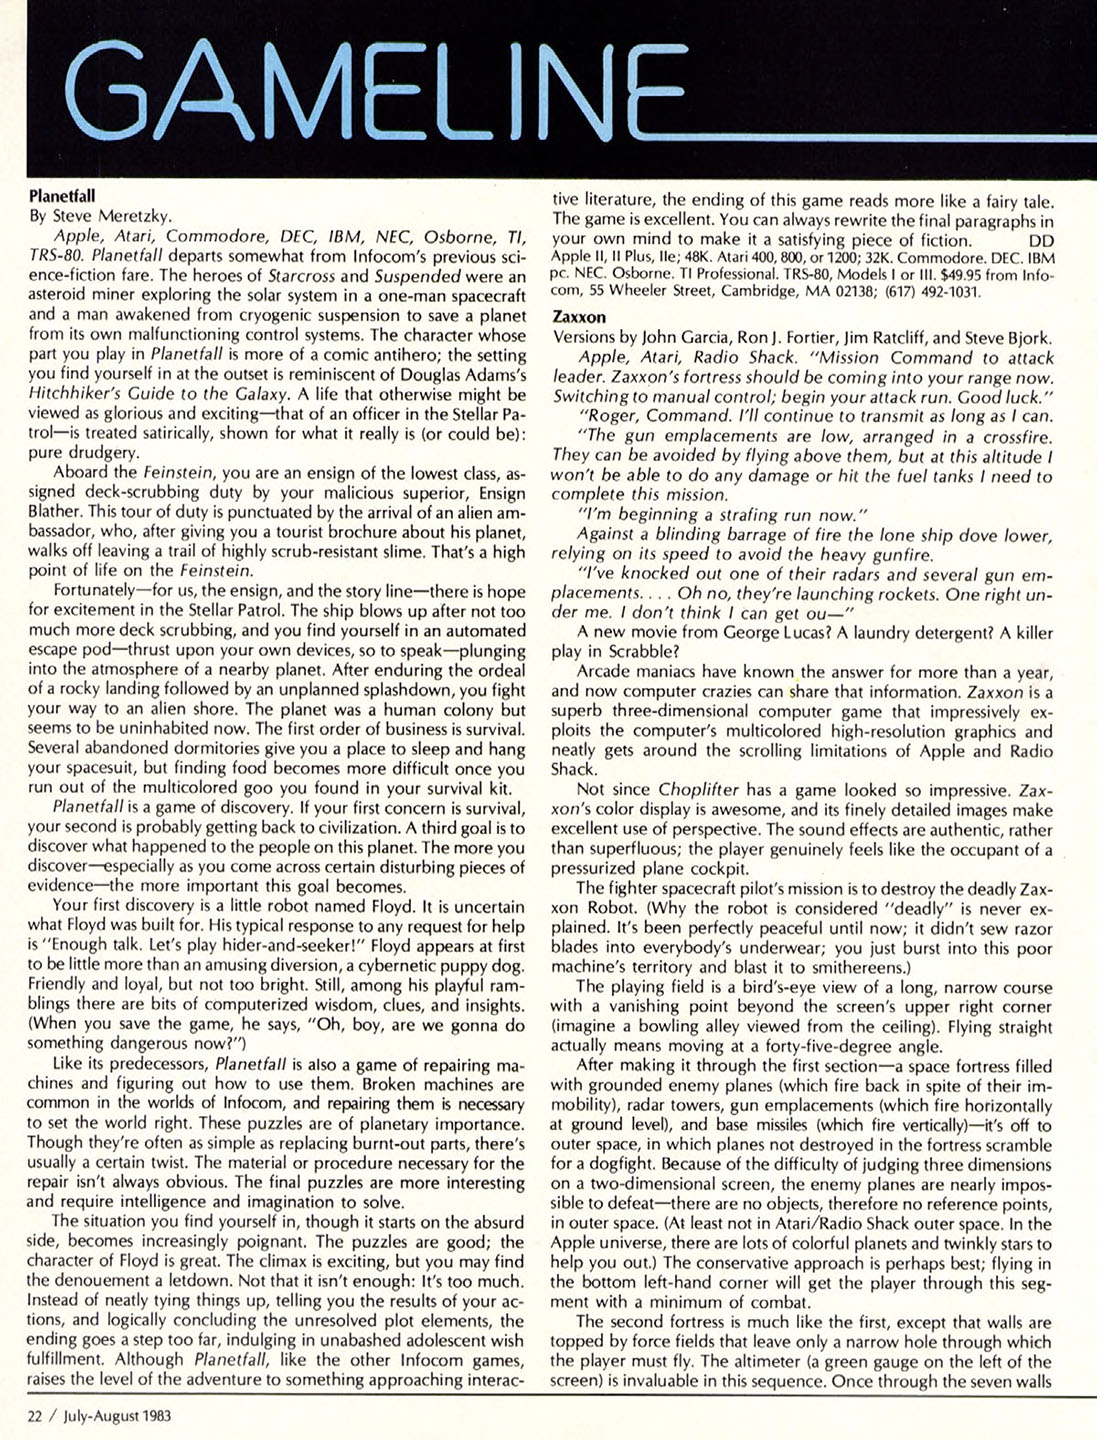 GAMELINE
Planetfall
By Steve Meretzky.
Apple, Atari, Commodore, DEC, IBM, NEC, Osborne, TI,
TRS-80. Planetfall departs somewhat from Infocom's previous sci-
ence-fiction fare. The heroes of Starcross and Suspended were an
asteroid miner exploring the solar system in a one-man spacecraft
and a man awakened from cryogenic suspension to save a planet
from its own malfunctioning control systems. The character whose
part you play in Planetfall is more of a comic antihero; the setting
you find yourself in at the outset is reminiscent of Douglas Adams's
Hitchhiker's Guide to the Galaxy. A life that otherwise might be
viewed as glorious and exciting—that of an officer in the Stellar Pa-
trol—is treated satirically, shown for what it really is (or could be):
pure drudgery.
Aboard the Feinstein, you are an ensign of the lowest class, as-
signed deck-scrubbing duty by your malicious superior, Ensign
Blather. This tour of duty is punctuated by the arrival of an alien am-
bassador, who, after giving you a tourist brochure about his planet,
walks off leaving a trail of highly scrub-resistant slime. That's a high
point of life on the Feinstein.
Fortunately—for us, the ensign, and the story line—there is hope
for excitement in the Stellar Patrol. The ship blows up after not too
much more deck scrubbing, and you find yourself in an automated
escape pod—thrust upon your own devices, so to speak—plunging
into the atmosphere of a nearby planet. After enduring the ordeal
of a rocky landing followed by an unplanned splashdown, you fight
your way to an alien shore. The planet was a human colony but
seems to be uninhabited now. The first order of business is survival.
Several abandoned dormitories give you a place to sleep and hang
your spacesuit, but finding food becomes more difficult once you
run out of the multicolored goo you found in your survival kit.
Planetfall is a game of discovery. If your first concern is survival,
your second is probably getting back to civilization. A third goal is to
discover what happened to the people on this planet. The more you
discover—especially as you come across certain disturbing pieces of
evidence—the more important this goal becomes.
Your first discovery is a little robot named Floyd. It is uncertain
what Floyd was built for. His typical response to any request for help
is "Enough talk. Let's play hider-and-seeker!" Floyd appears at first
to be little more than an amusing diversion, a cybernetic puppy dog.
Friendly and loyal, but not too bright. Still, among his playful ram-
blings there are bits of computerized wisdom, clues, and insights.
(When you save the game, he says, "Oh, boy, are we gonna do
something dangerous now?")
Like its predecessors, Planetfall is also a game of repairing ma-
chines and figuring out how to use them. Broken machines are
common in the worlds of Infocom, and repairing them is necessary
to set the world right. These puzzles are of planetary importance.
Though they're often as simple as replacing burnt-out parts, there's
usually a certain twist. The material or procedure necessary for the
repair isn't always obvious. The final puzzles are more interesting
and require intelligence and imagination to solve.
The situation you find yourself in, though it starts on the absurd
side, becomes increasingly poignant. The puzzles are good; the
character of Floyd is great. The climax is exciting, but you may find
the denouement a letdown. Not that it isn't enough: It's too much.
Instead of neatly tying things up, telling you the results of your ac-
tions, and logically concluding the unresolved plot elements, the
ending goes a step too far, indulging in unabashed adolescent wish
fulfillment. Although Planetfall, like the other Infocom games,
raises the level of the adventure to something approaching interac-
tive literature, the ending of this game reads more like a fairy tale.
The game is excellent. You can always rewrite the final paragraphs in
your own mind to make it a satisfying piece of fiction. DD
Apple II, II Plus, IIe; 48K. Atari 400, 800, or 1200; 32K. Commodore. DEC. IBM
pc. NEC. Osborne. TI Professional. TRS-80, Models I or III. $49.95 from Info-
com, 55 Wheeler Street, Cambridge, MA 02138; (617) 492-1031.
Zaxxon
Versions by John Garcia, Ron J. Fortier, Jim Ratcliff, and Steve Bjork.
Apple, Atari, Radio Shack. "Mission Command to attack
leader. Zaxxon's fortress should be coming into your range now.
Switching to manual control; begin your attack run. Good luck."
"Roger, Command. I'll continue to transmit as long as I can.
"The gun emplacements are low, arranged in a crossfire.
They can be avoided by flying above them, but at this altitude I
won't be able to do any damage or hit the fuel tanks I need to
complete this mission.
"I'm beginning a strafing run now."
Against a blinding barrage of fire the lone ship dove lower,
relying on its speed to avoid the heavy gunfire.
"I've knocked out one of their radars and several gun em-
placements. . . . Oh no, they're launching rockets. One right un-
der me. I don't think I can get ou—"
A new movie from George Lucas? A laundry detergent? A killer
play in Scrabble?
Arcade maniacs have known the answer for more than a year,
and now computer crazies can share that information. Zaxxon is a
superb three-dimensional computer game that impressively ex-
ploits the computer's multicolored high-resolution graphics and
neatly gets around the scrolling limitations of Apple and Radio
Shack.
Not since Choplifter has a game looked so impressive. Zax-
xon's color display is awesome, and its finely detailed images make
excellent use of perspective. The sound effects are authentic, rather
than superfluous; the player genuinely feels like the occupant of a
pressurized plane cockpit.
The fighter spacecraft pilot's mission is to destroy the deadly Zax-
xon Robot. (Why the robot is considered "deadly" is never ex-
plained. It's been perfectly peaceful until now; it didn't sew razor
blades into everybody's underwear; you just burst into this poor
machine's territory and blast it to smithereens.)
The playing field is a bird's-eye view of a long, narrow course
with a vanishing point beyond the screen's upper right corner
(imagine a bowling alley viewed from the ceiling). Flying straight
actually means moving at a forty-five-degree angle.
After making it through the first section—a space fortress filled
with grounded enemy planes (which fire back in spite of their im-
mobility), radar towers, gun emplacements (which fire horizontally
at ground level), and base missiles (which fire vertically)—it's off to
outer space, in which planes not destroyed in the fortress scramble
for a dogfight. Because of the difficulty of judging three dimensions
on a two-dimensional screen, the enemy planes are nearly impos-
sible to defeat—there are no objects, therefore no reference points,
in outer space. (At least not in Atari/Radio Shack outer space. In the
Apple universe, there are lots of colorful planets and twinkly stars to
help you out.) The conservative approach is perhaps best; flying in
the bottom left-hand corner will get the player through this seg-
ment with a minimum of combat.
The second fortress is much like the first, except that walls are
topped by force fields that leave only a narrow hole through which
the player must fly. The altimeter (a green gauge on the left of the
screen) is invaluable in this sequence. Once through the seven walls
22 / July-August 1983